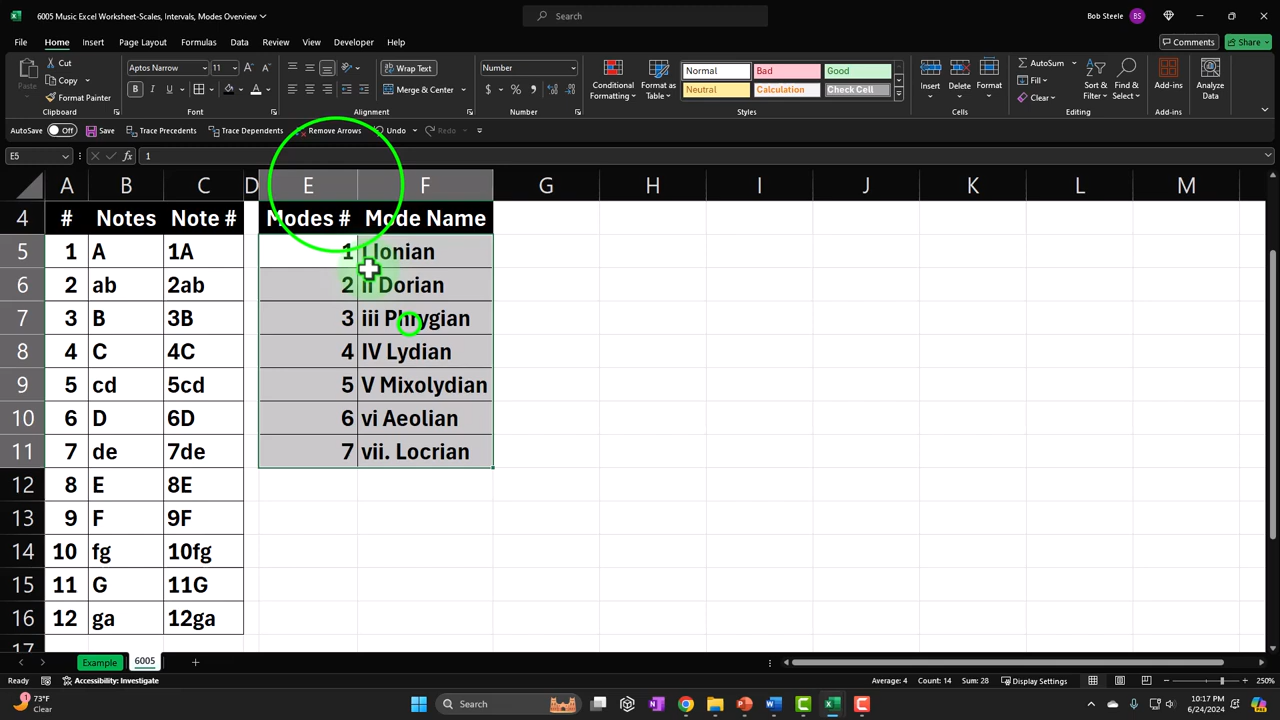 6005 Music Excel Worksheet-Scales, Intervals, Modes Overview
Search
Bob Steele BS
File Home Insert Draw Page Layout Formulas Data Review View Developer Help Comments Share
Cut
Copy
Format Painter
Paste
Aptos Narrow 11
B I U
Wrap Text
Merge & Center
Number
$ % 9
Conditional Formatting
Format as Table
Normal Bad Good
Neutral Calculation Check Cell
Insert Delete Format
AutoSum
Fill
Clear
Sort & Filter
Find & Select
Add-ins
Analyze Data
Clipboard Font Alignment Number Styles Cells Editing Add-ins
AutoSave Off Save Trace Precedents Trace Dependents Remove Arrows Undo Redo
E5 fx 1
A B C D E F G H I J K L M
4 # Notes Note # Modes # Mode Name
5 1 A 1A 1 I Ionian
6 2 ab 2ab 2 ii Dorian
7 3 B 3B 3 iii Phrygian
8 4 C 4C 4 IV Lydian
9 5 cd 5cd 5 V Mixolydian
10 6 D 6D 6 vi Aeolian
11 7 de 7de 7 vii. Locrian
12 8 E 8E
13 9 F 9F
14 10 fg 10fg
15 11 G 11G
16 12 ga 12ga
17
Example 6005
Ready Accessibility: Investigate Average: 4 Count: 14 Sum: 28 Display Settings 250%
73°F
Clear
Search
10:17 PM
6/24/2024